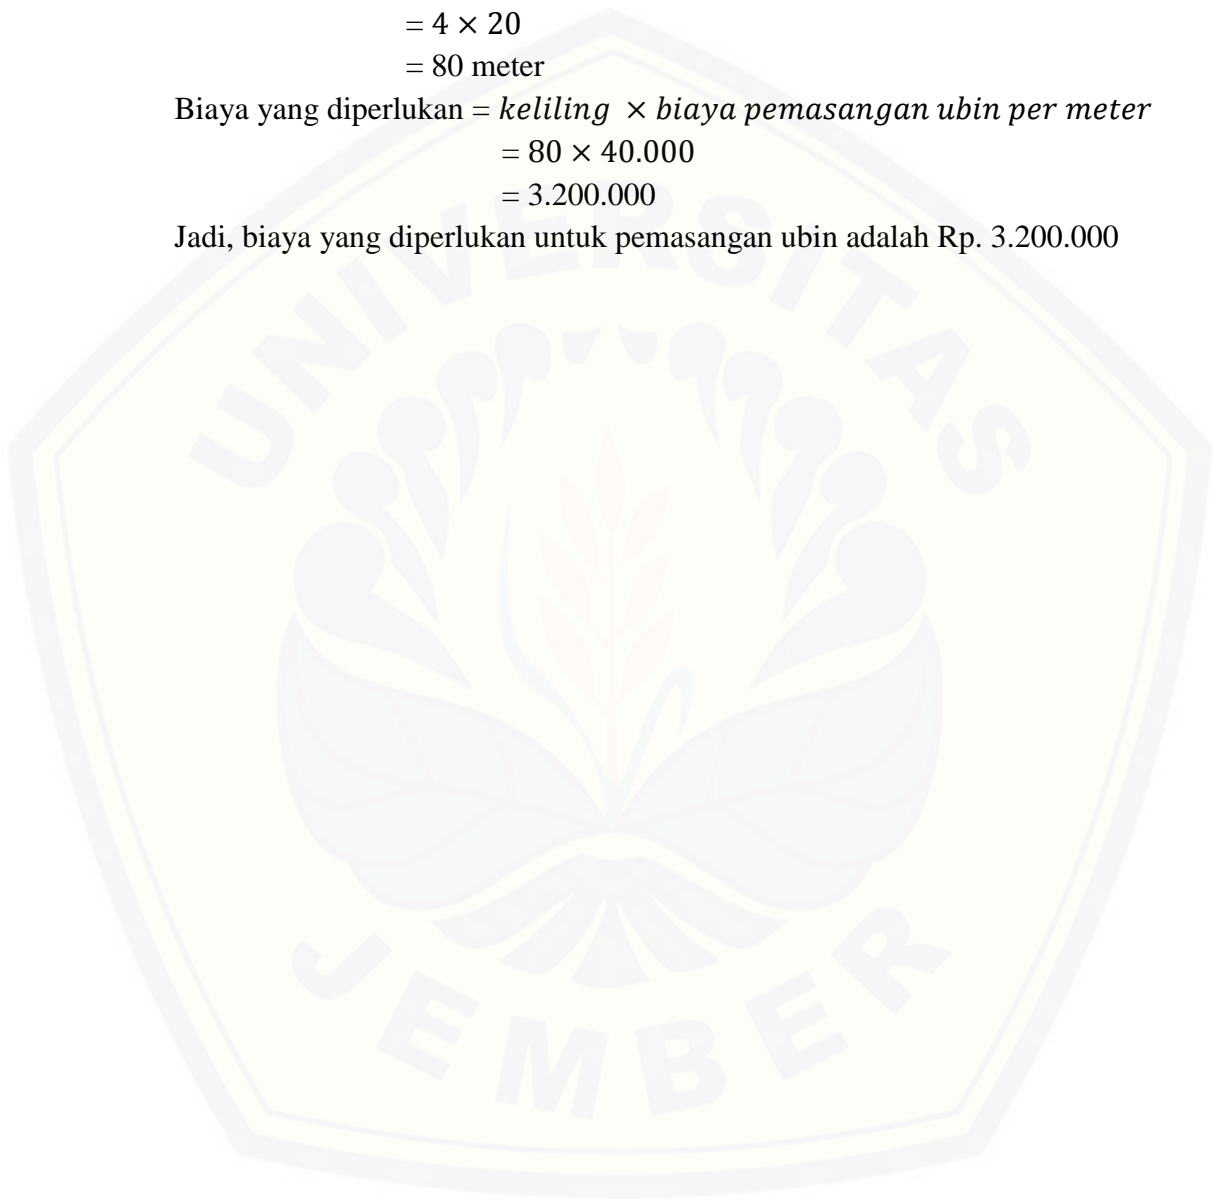 = 4 × 20
= 80 meter
Biaya yang diperlukan = keliling × biaya pemasangan ubin per meter
= 80 × 40.000
= 3.200.000
Jadi, biaya yang diperlukan untuk pemasangan ubin adalah Rp. 3.200.000
UNIVERSITAS
JEMBER